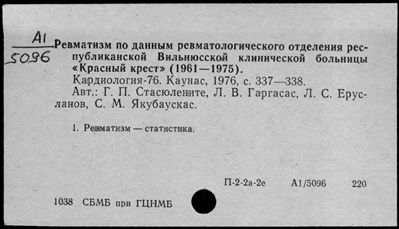 А1
5096
Ревматизм по данным ревматологического отделения рес-
публиканской Вильнюсской клинической больницы
«Красный крест» (1961—1975).
Кардиология-76. Каунас, 1976, с. 337—338.
Авт.: Г. П. Стасюлените, Л. В. Гаргасас, Л. С. Ерус-
ланов, С. М. Якубаускас.
1. Ревматизм — статистика.
П-2-2а-2е А1/5096 220
1038 СБМБ при ГЦНМБ